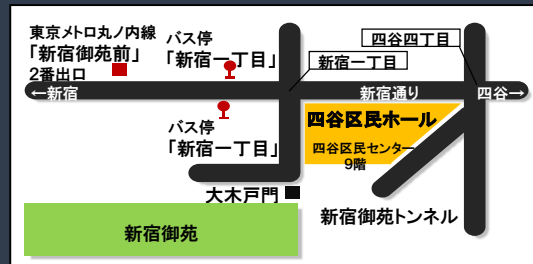 東京メトロ丸ノ内線
「新宿御苑前」
2番出口
バス停
「新宿一丁目」
四谷四丁目
新宿一丁目
←新宿
新宿通り
四谷→
バス停
「新宿一丁目」
四谷区民ホール
四谷区民センター
9階
大木戸門
新宿御苑トンネル
新宿御苑